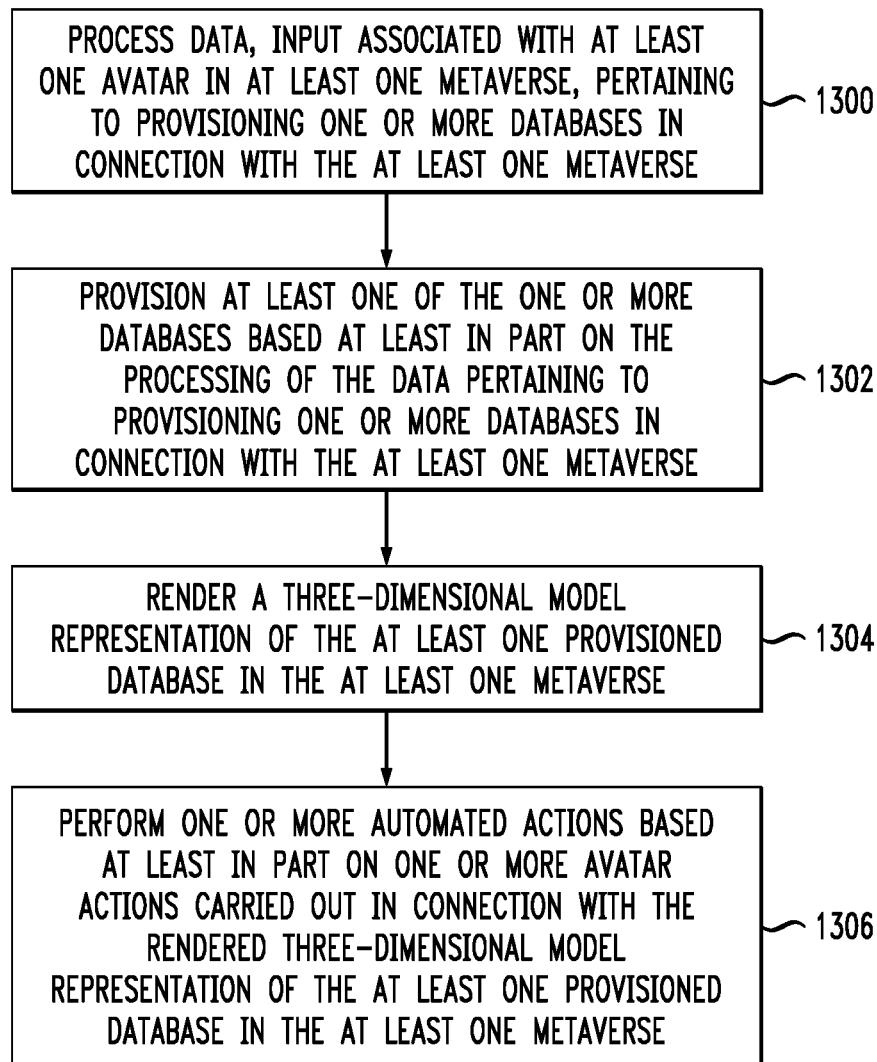 PROCESS DATA, INPUT ASSOCIATED WITH AT LEAST
ONE AVATAR IN AT LEAST ONE METAVERSE, PERTAINING
TO PROVISIONING ONE OR MORE DATABASES IN
CONNECTION WITH THE AT LEAST ONE METAVERSE
1300
PROVISION AT LEAST ONE OF THE ONE OR MORE
DATABASES BASED AT LEAST IN PART ON THE
PROCESSING OF THE DATA PERTAINING TO
PROVISIONING ONE OR MORE DATABASES IN
CONNECTION WITH THE AT LEAST ONE METAVERSE
1302
RENDER A THREE-DIMENSIONAL MODEL
REPRESENTATION OF THE AT LEAST ONE PROVISIONED
DATABASE IN THE AT LEAST ONE METAVERSE
1304
PERFORM ONE OR MORE AUTOMATED ACTIONS BASED
AT LEAST IN PART ON ONE OR MORE AVATAR
ACTIONS CARRIED OUT IN CONNECTION WITH THE
RENDERED THREE-DIMENSIONAL MODEL
REPRESENTATION OF THE AT LEAST ONE PROVISIONED
DATABASE IN THE AT LEAST ONE METAVERSE
1306